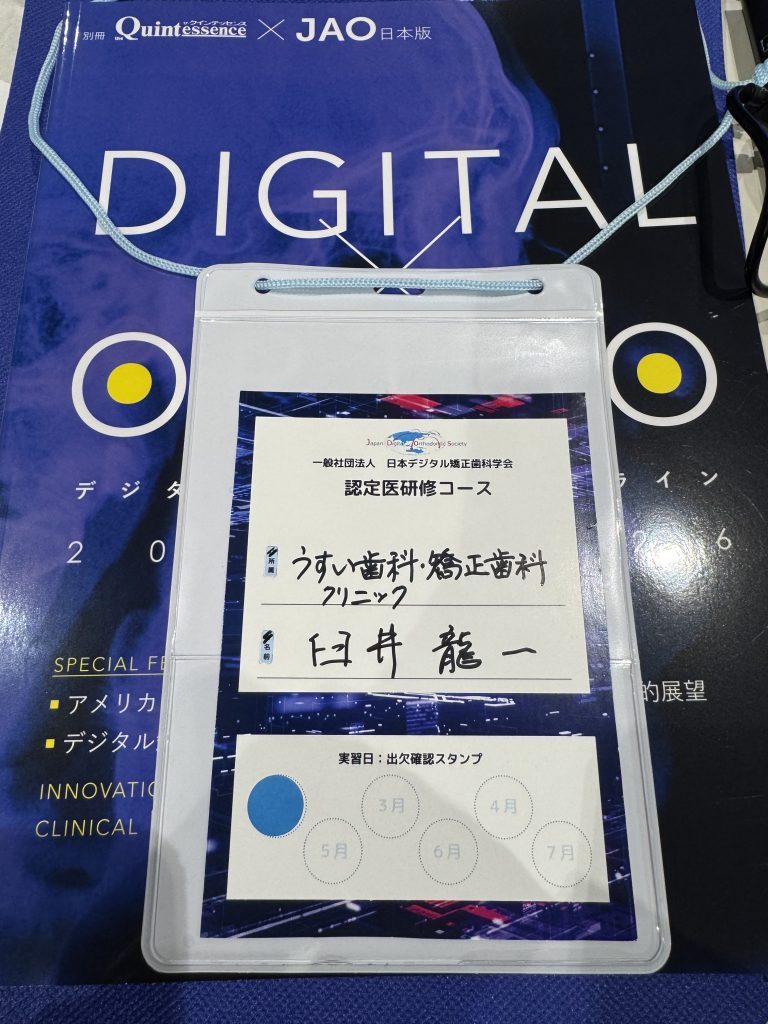 別冊 the Quintessence ザ・クインテッセンス × JAO 日本版
DIGITAL
O O
デジタ ライン
2 0 2 6
Japan Digital Orthodontic Society
一般社団法人 日本デジタル矯正歯科学会
認定医研修コース
所属 うすい歯科・矯正歯科
クリニック
名前 臼井 龍一
SPECIAL FE
アメリカ 的展望
デジタル
INNOVATIO
CLINICAL
実習日：出欠確認スタンプ
3月 4月
5月 6月 7月